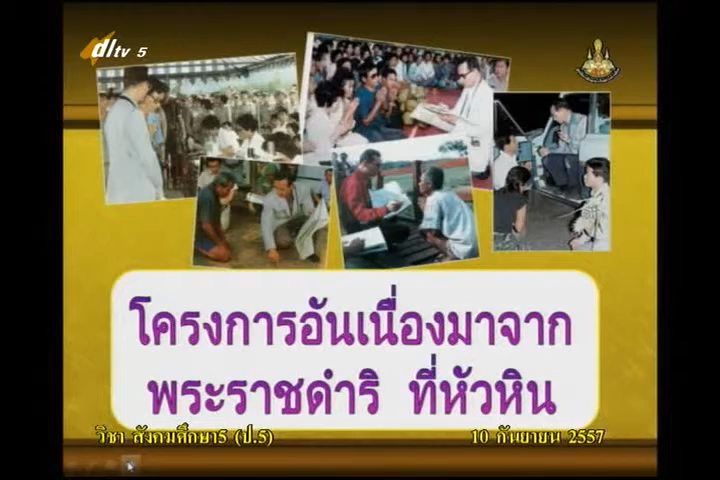 dltv 5
โครงการอันเนื่องมาจาก
พระราชดำริ ที่หัวหิน
วิชา สังคมศึกษา5 (ป.5)
10 กันยายน 2557